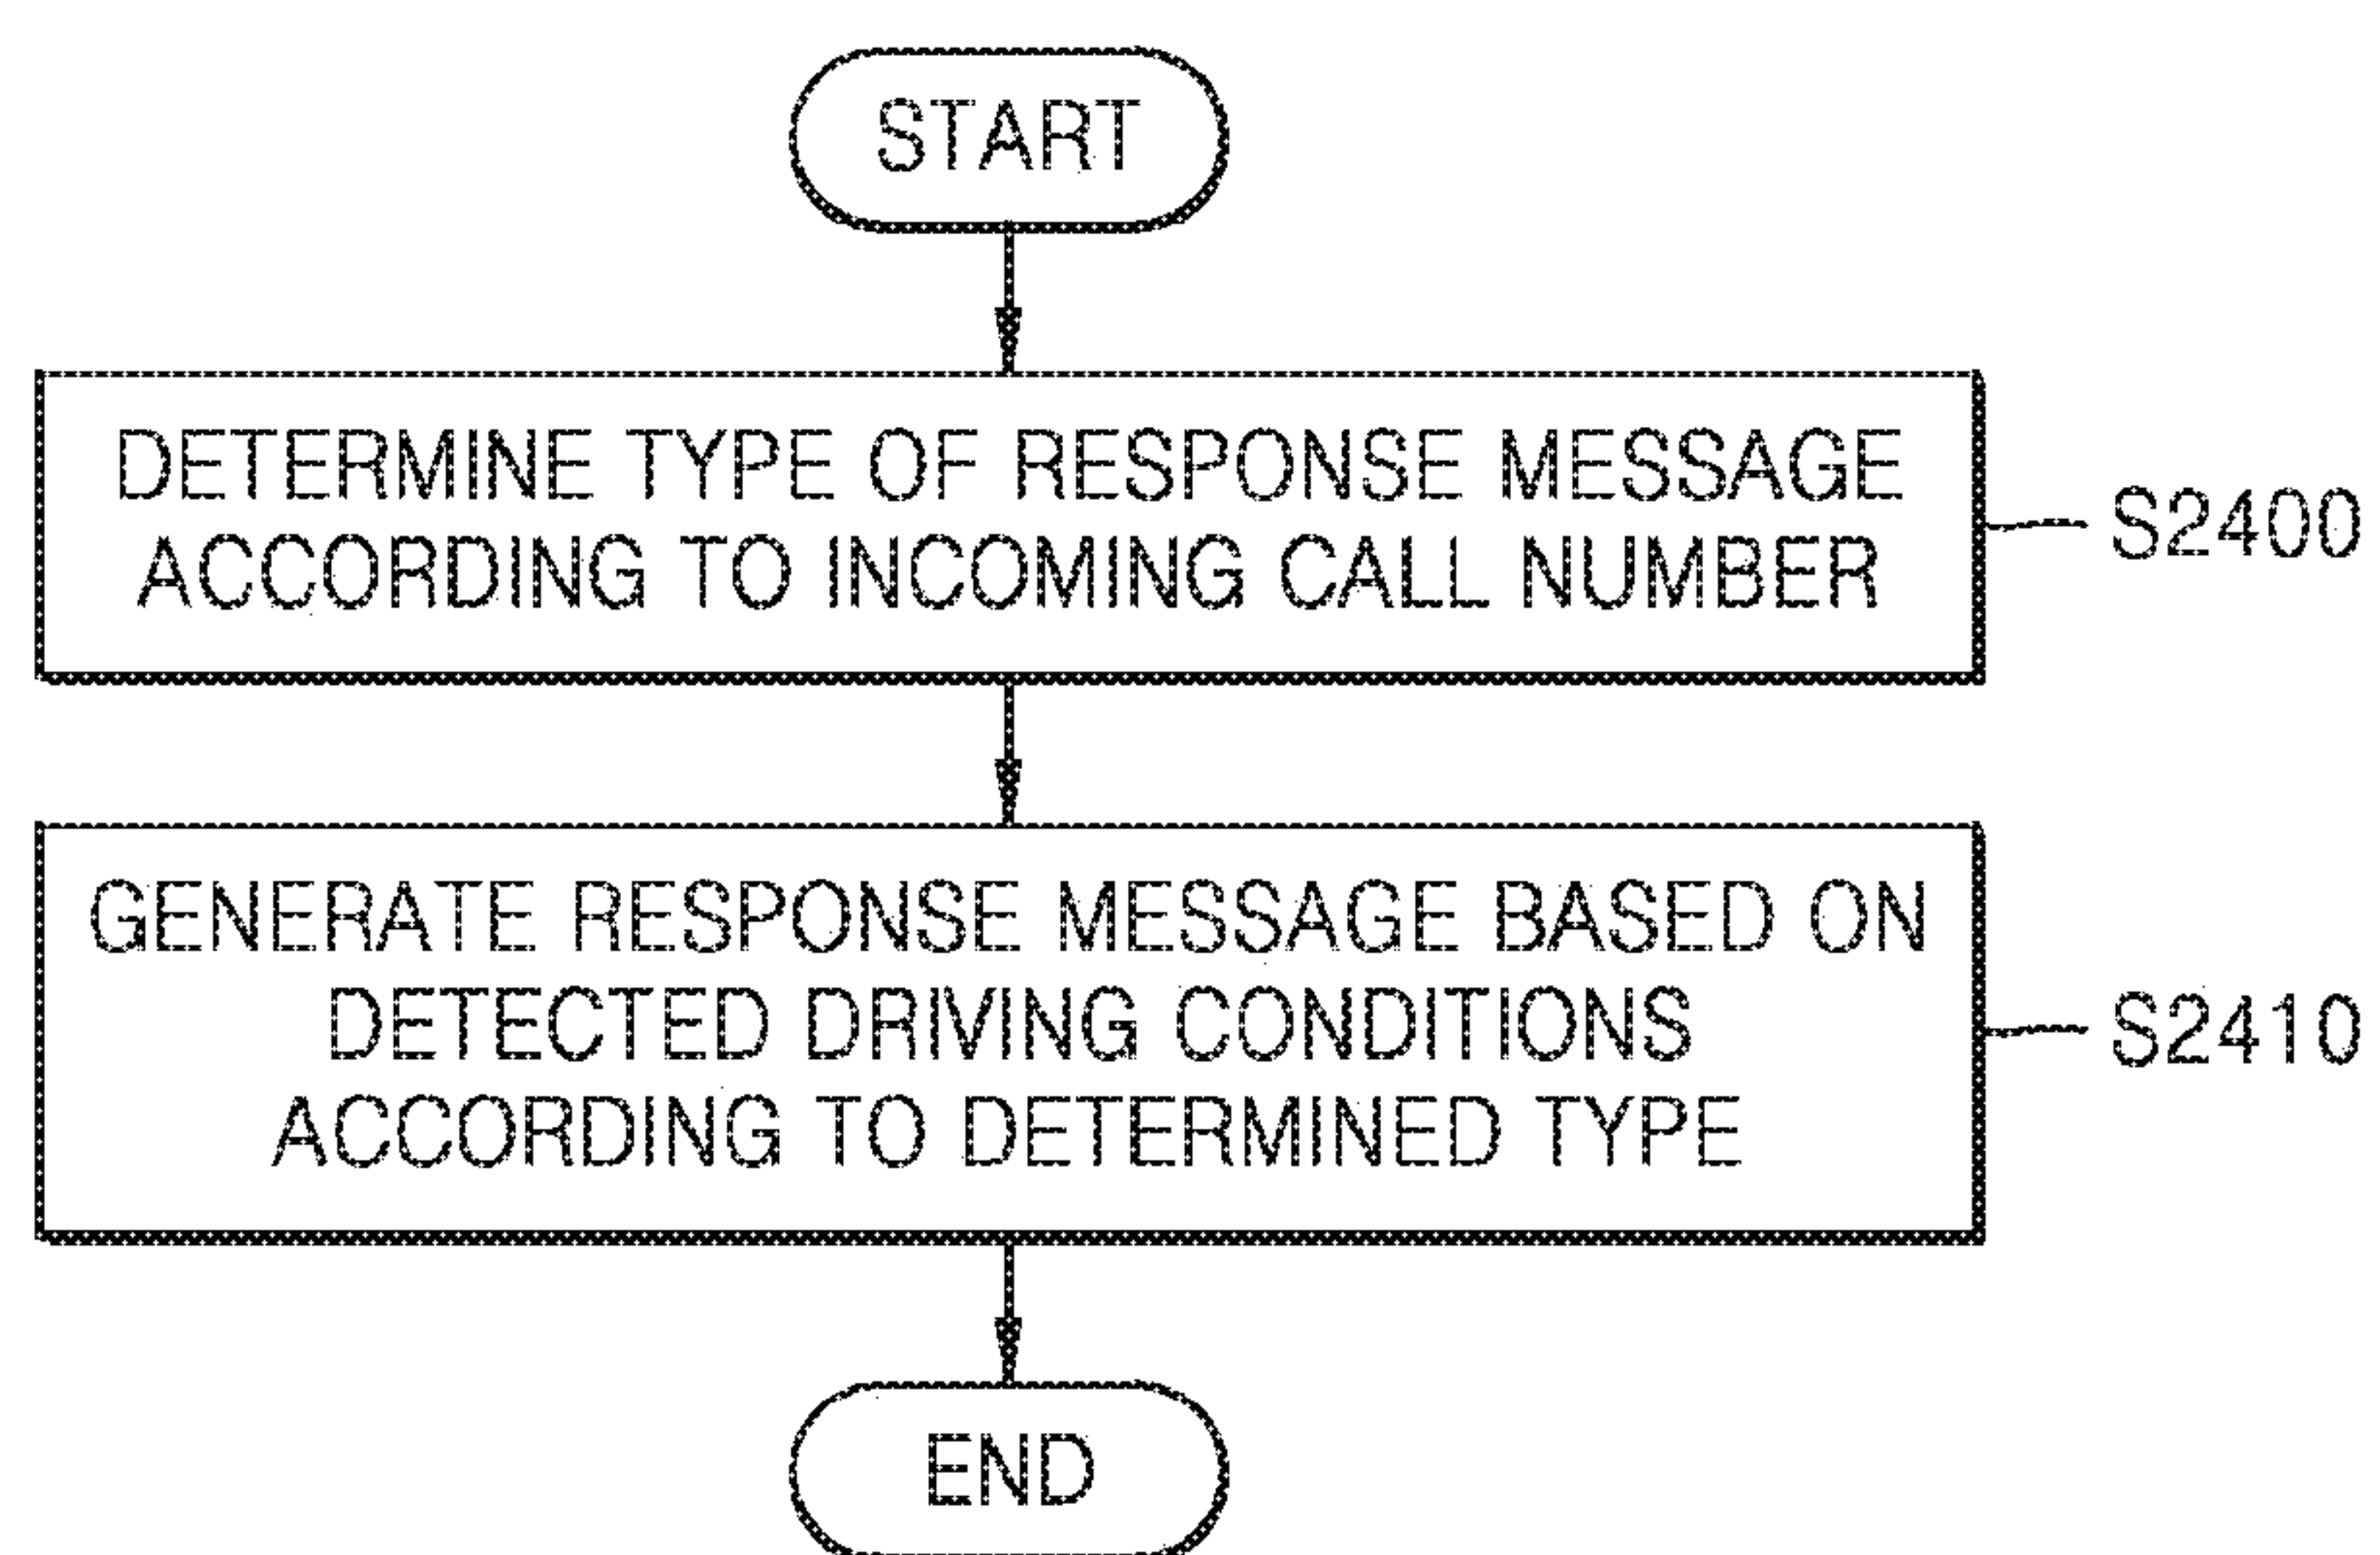 START
DETERMINE TYPE OF RESPONSE MESSAGE
ACCORDING TO INCOMING CALL NUMBER
S2400
GENERATE RESPONSE MESSAGE BASED ON
DETECTED DRIVING CONDITIONS
ACCORDING TO DETERMINED TYPE
S2410
END